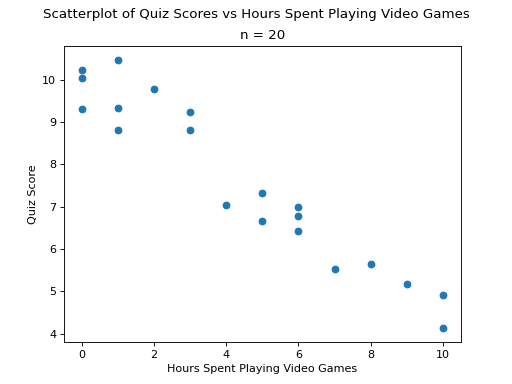 Scatterplot of Quiz Scores vs Hours Spent Playing Video Games
n = 20
10
9
8
7
6
5
4
Quiz Score
0 2 4 6 8 10
Hours Spent Playing Video Games